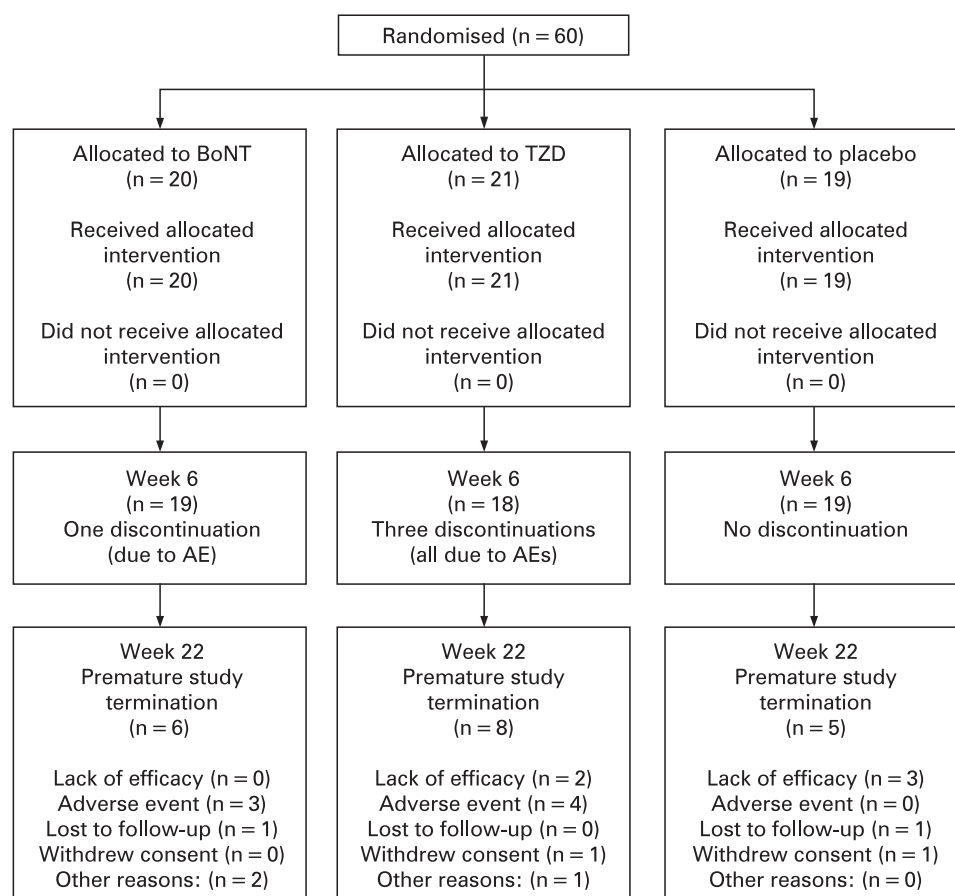 Randomised (n = 60)
Allocated to BoNT
(n = 20)
Received allocated
intervention
(n = 20)
Did not receive allocated
intervention
(n = 0)
Allocated to TZD
(n = 21)
Received allocated
intervention
(n = 21)
Did not receive allocated
intervention
(n = 0)
Allocated to placebo
(n = 19)
Received allocated
intervention
(n = 19)
Did not receive allocated
intervention
(n = 0)
Week 6
(n = 19)
One discontinuation
(due to AE)
Week 6
(n = 18)
Three discontinuations
(all due to AEs)
Week 6
(n = 19)
No discontinuation
Week 22
Premature study
termination
(n = 6)
Lack of efficacy (n = 0)
Adverse event (n = 3)
Lost to follow-up (n = 1)
Withdrew consent (n = 0)
Other reasons: (n = 2)
Week 22
Premature study
termination
(n = 8)
Lack of efficacy (n = 2)
Adverse event (n = 4)
Lost to follow-up (n = 0)
Withdrew consent (n = 1)
Other reasons: (n = 1)
Week 22
Premature study
termination
(n = 5)
Lack of efficacy (n = 3)
Adverse event (n = 0)
Lost to follow-up (n = 1)
Withdrew consent (n = 1)
Other reasons: (n = 0)